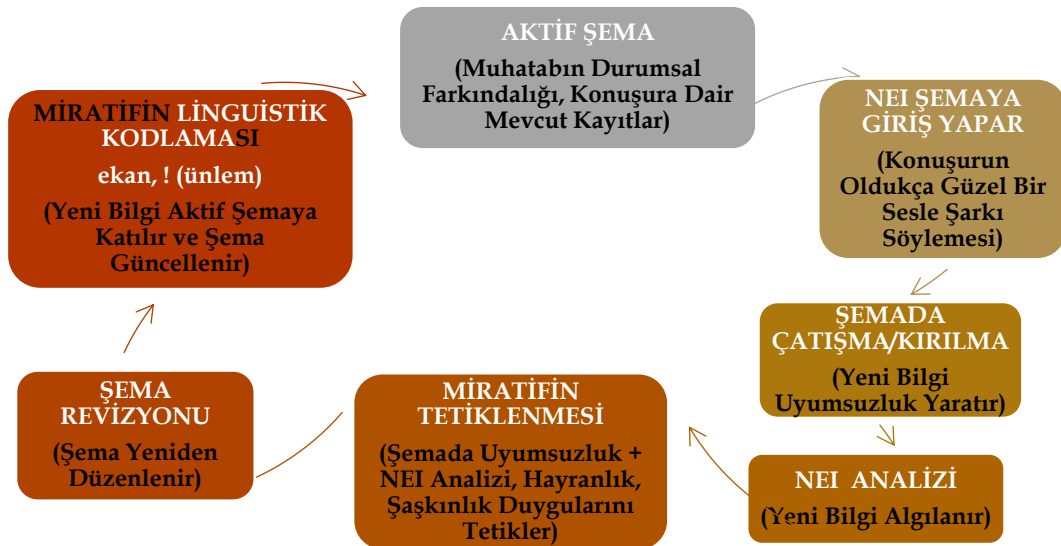 AKTİF ŞEMA
(Muhatabın Durumsal
Farkındalığı, Konuşura Dair
Mevcut Kayıtlar)
NEI ŞEMAYA
GİRİŞ YAPAR
(Konuşurun
Oldukça Güzel Bir
Sesle Şarkı
Söylemesi)
ŞEMADA
ÇATIŞMA/KIRILMA
(Yeni Bilgi
Uyumsuzluk Yaratır)
NEI ANALİZİ
(Yeni Bilgi Algılanır)
MİRATİFİN
TETİKLENMESİ
(Şemada Uyumsuzluk +
NEI Analizi, Hayranlık,
Şaşkınlık Duygularını
Tetikler)
ŞEMA
REVİZYONU
(Şema Yeniden
Düzenlenir)
MİRATİFİN LİNGUİSTİK
KODLAMASI
ekan, ! (ünlem)
(Yeni Bilgi Aktif Şemaya
Katılır ve Şema
Güncellenir)